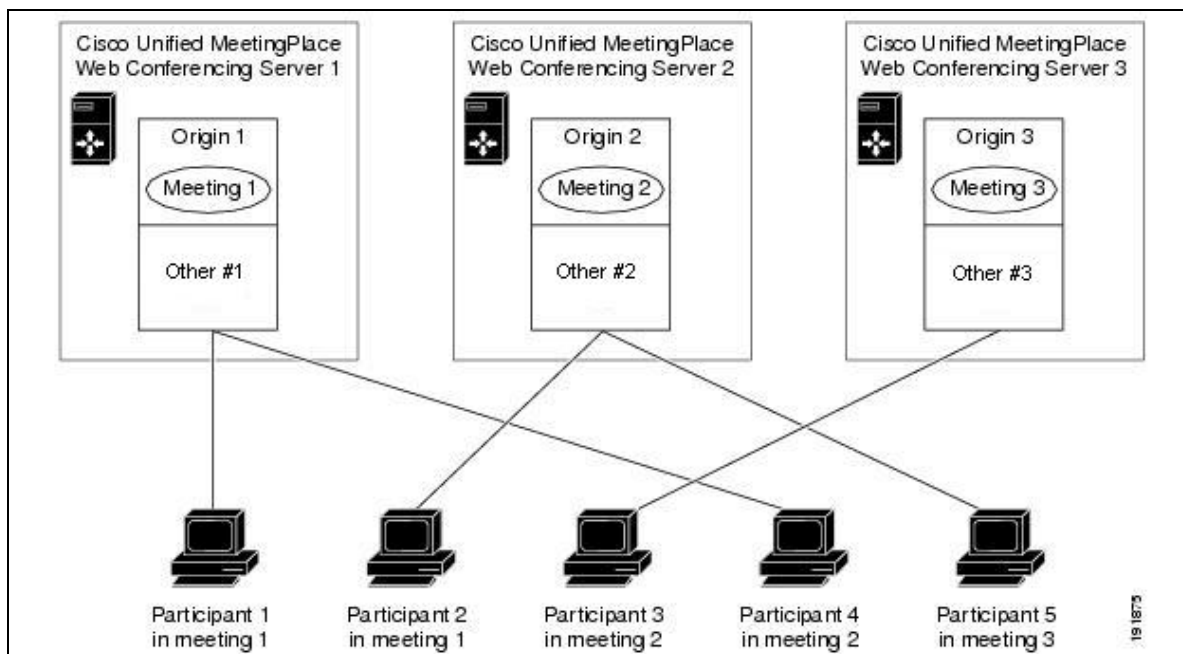 Cisco Unified MeetingPlace
Web Conferencing Server 1
Origin 1
Meeting 1
Other #1
Cisco Unified MeetingPlace
Web Conferencing Server 2
Origin 2
Meeting 2
Other #2
Cisco Unified MeetingPlace
Web Conferencing Server 3
Origin 3
Meeting 3
Other #3
Participant 1
in meeting 1
Participant 2
in meeting 1
Participant 3
in meeting 2
Participant 4
in meeting 2
Participant 5
in meeting 3
191875